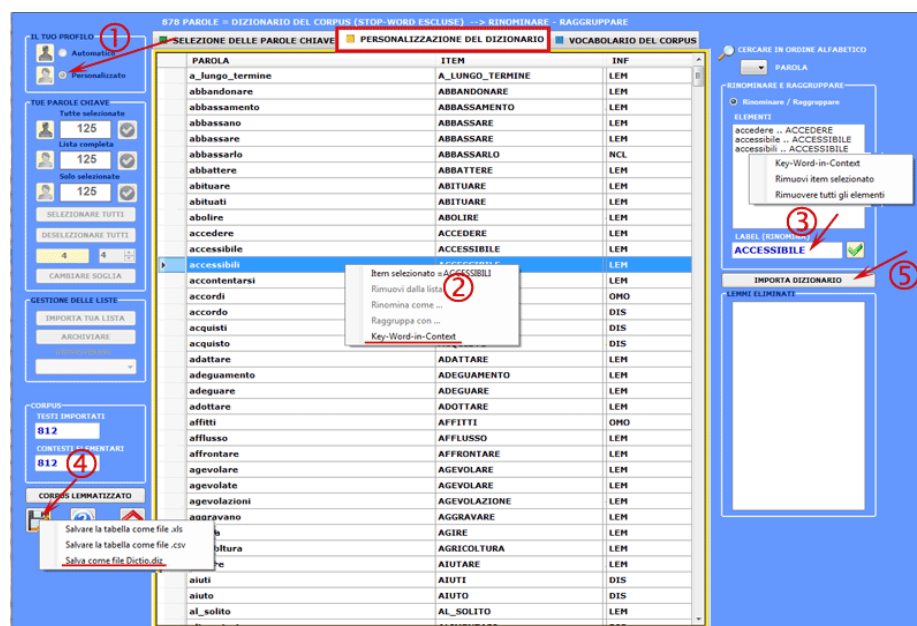 878 PAROLE = DIZIONARIO DEL CORPUS (STOP-WORD ESCLUSE) --> RINOMINARE - RAGGRUPPARE
IL TUO PROFILO
1
Automatico
Personalizzato
TUE PAROLE CHIAVE
Tutte selezionate
125
Lista completa
125
Solo selezionate
125
SELEZIONARE TUTTI
DESELEZIONARE TUTTI
4 4
CAMBIARE SOGLIA
GESTIONE DELLE LISTE
IMPORTA TUA LISTA
ARCHIVIARE
CORPUS
TESTI IMPORTATI
812
CONTESTI ELEMENTARI
812
4
CORPUS LEMMATIZZATO
Salvare la tabella come file .xls
Salvare la tabella come file .csv
Salva come file Dictio.diz
SELEZIONE DELLE PAROLE CHIAVE PERSONALIZZAZIONE DEL DIZIONARIO VOCABOLARIO DEL CORPUS
PAROLA ITEM INF
a_lungo_termine A_LUNGO_TERMINE LEM
abbandonare ABBANDONARE LEM
abbassamento ABBASSAMENTO LEM
abbassano ABBASSARE LEM
abbassare ABBASSARE LEM
abbassarlo ABBASSARLO NCL
abbattere ABBATTERE LEM
abituare ABITUARE LEM
abituati ABITUARE LEM
abolire ABOLIRE LEM
accedere ACCEDERE LEM
accessibile ACCESSIBILE LEM
accessibili ACCESSIBILE LEM
accontentarsi LEM
accordi OMO
accordo DIS
acquisti DIS
acquisto DIS
Item selezionato =ACCESSIBILI
Rimuovi dalla lista
Rinomina come ...
Raggruppa con ...
Key-Word-in-Context
2
adattare ADATTARE LEM
adeguamento ADEGUAMENTO LEM
adeguare ADEGUARE LEM
adottare ADOTTARE LEM
affitti AFFITTI OMO
afflusso AFFLUSSO LEM
affrontare AFFRONTARE LEM
agevolare AGEVOLARE LEM
agevolate AGEVOLARE LEM
agevolazioni AGEVOLAZIONE LEM
aggravano AGGRAVARE LEM
AGIRE LEM
AGRICOLTURA LEM
AIUTARE LEM
aiuti AIUTI DIS
aiuto AIUTO DIS
al_solito AL_SOLITO LEM
CERCARE IN ORDINE ALFABETICO
PAROLA
RINOMINARE E RAGGRUPPARE
Rinominare / Raggruppare
ELEMENTI
accedere .. ACCEDERE
accessibile .. ACCESSIBILE
accessibili .. ACCESSIBILE
Key-Word-in-Context
Rimuovi item selezionato
Rimuovere tutti gli elementi
3
LABEL (RINOMINA)
ACCESSIBILE
5
IMPORTA DIZIONARIO
LEMMI ELIMINATI